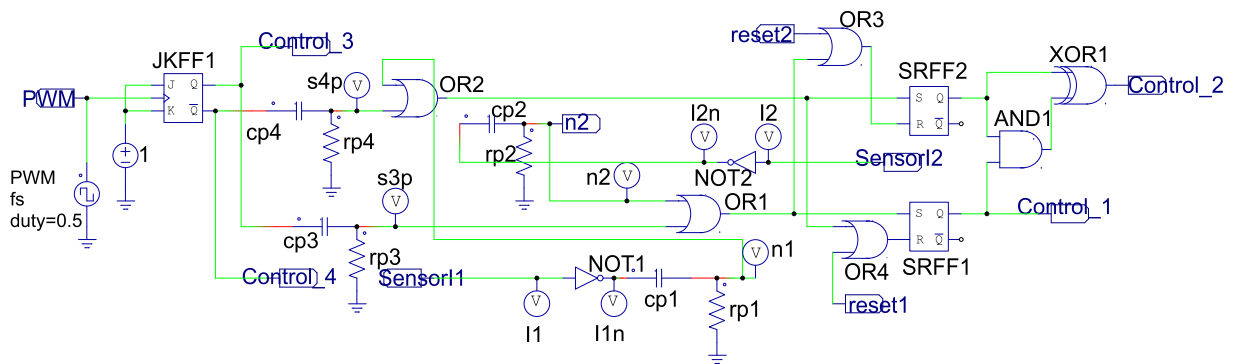 Control_3
OR3
reset2
JKFF1
XOR1
s4p
OR2
SRFF2
PWM
J Q
K Q
V
S Q
R Q
Control_2
cp4
rp4
cp2
n2
I2n
I2
V
V
AND1
1
rp2
SensorI2
PWM
fs
duty=0.5
s3p
V
n2
V
NOT2
OR1
Control_1
S Q
R Q
cp3
rp3
n1
V
OR4
SRFF1
Control_4
SensorI1
NOT1
cp1
rp1
reset1
V
V
I1
I1n